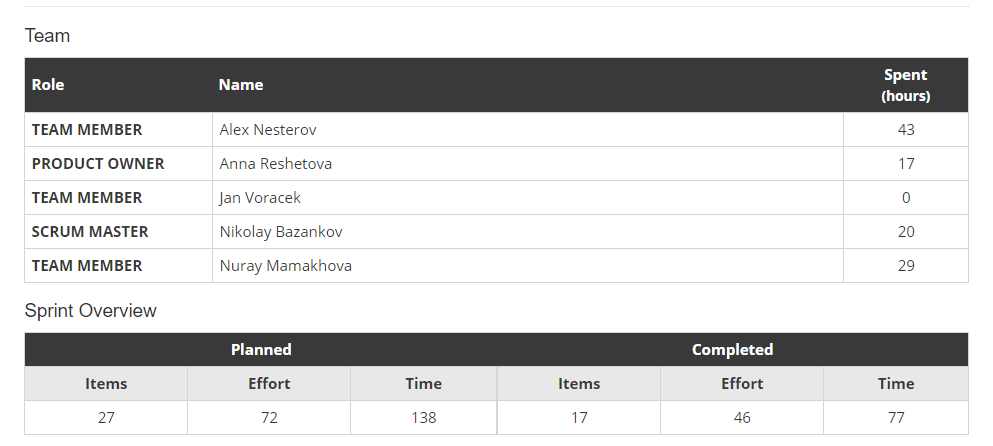 Team
Role Name Spent (hours)
TEAM MEMBER Alex Nesterov 43
PRODUCT OWNER Anna Reshetova 17
TEAM MEMBER Jan Voracek 0
SCRUM MASTER Nikolay Bazankov 20
TEAM MEMBER Nuray Mamakhova 29
Sprint Overview
Planned Completed
Items Effort Time Items Effort Time
27 72 138 17 46 77